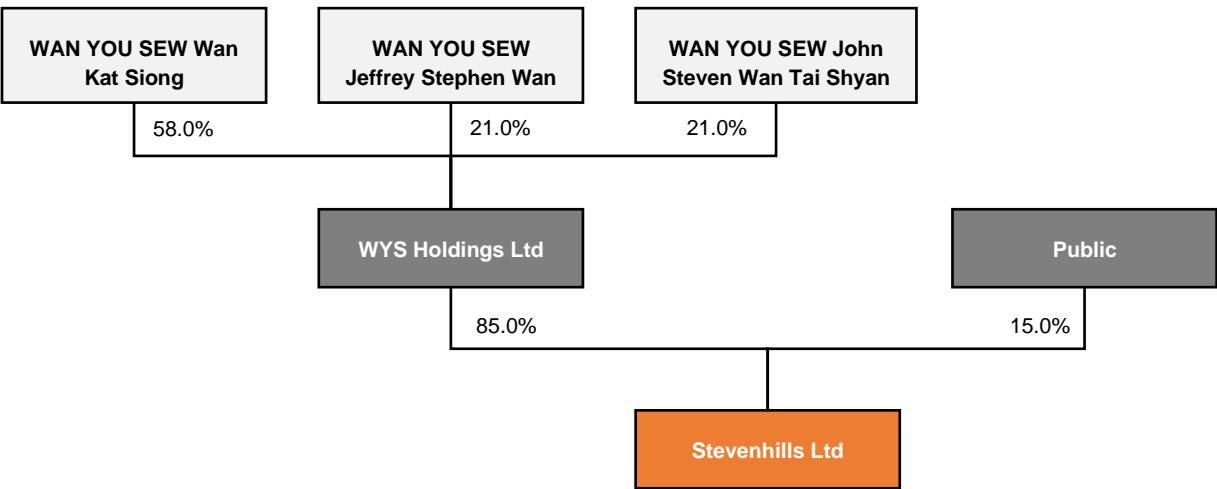 WAN YOU SEW Wan
Kat Siong
WAN YOU SEW
Jeffrey Stephen Wan
WAN YOU SEW John
Steven Wan Tai Shyan
58.0%
21.0%
21.0%
WYS Holdings Ltd
Public
85.0%
15.0%
Stevenhills Ltd